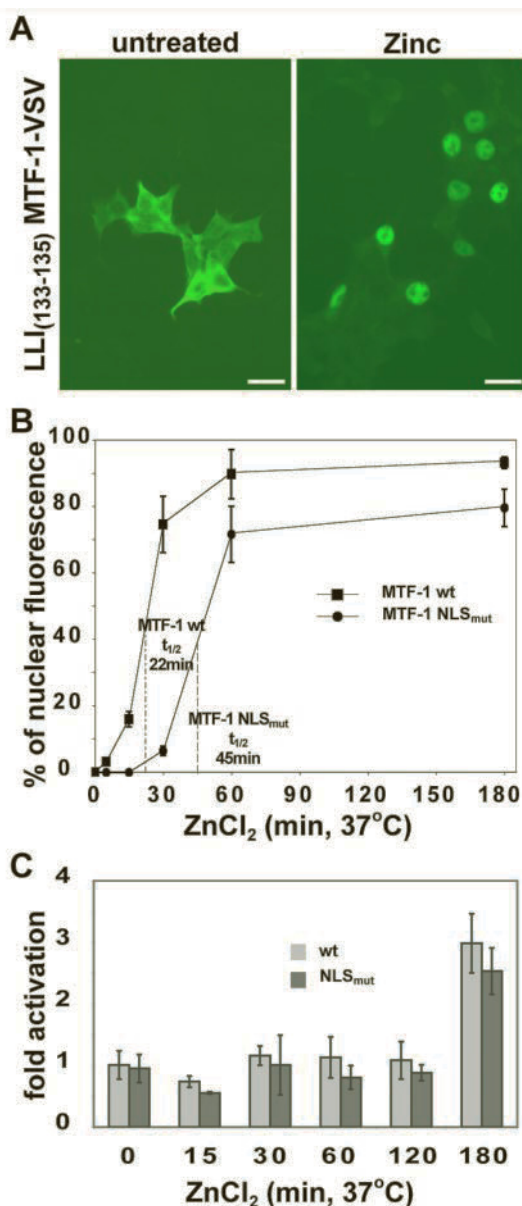 A
untreated Zinc
LLI(133-135) MTF-1-VSV
B
% of nuclear fluorescence
100
80
60
40
20
0
MTF-1 wt
MTF-1 NLSmut
MTF-1 wt
t1/2
22min
MTF-1 NLSmut
t1/2
45min
0 30 60 90 120 150 180
ZnCl2 (min, 37°C)
C
fold activation
4
3
2
1
0
wt
NLSmut
0 15 30 60 120 180
ZnCl2 (min, 37°C)